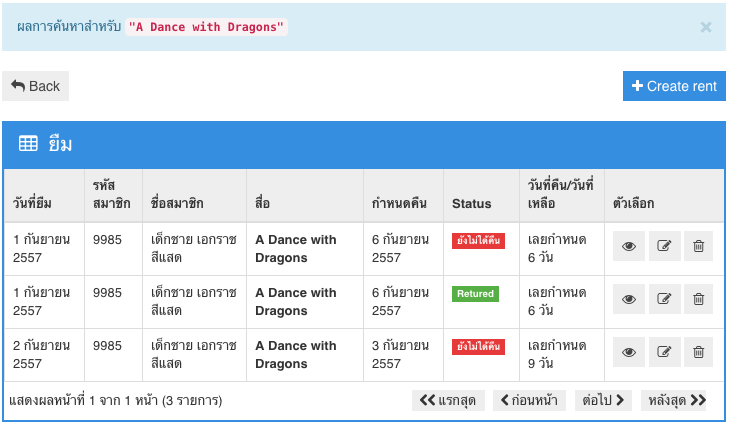 ผลการค้นหาสำหรับ "A Dance with Dragons" ×
Back
Create rent
ยืม
วันที่ยืม รหัสสมาชิก ชื่อสมาชิก สื่อ กำหนดคืน Status วันที่คืน/วันที่เหลือ ตัวเลือก
1 กันยายน 2557 9985 เด็กชาย เอกราช สีแสด A Dance with Dragons 6 กันยายน 2557 ยังไม่ได้คืน เลยกำหนด 6 วัน
1 กันยายน 2557 9985 เด็กชาย เอกราช สีแสด A Dance with Dragons 6 กันยายน 2557 Retured เลยกำหนด 6 วัน
2 กันยายน 2557 9985 เด็กชาย เอกราช สีแสด A Dance with Dragons 3 กันยายน 2557 ยังไม่ได้คืน เลยกำหนด 9 วัน
แสดงผลหน้าที่ 1 จาก 1 หน้า (3 รายการ) แรกสุด ก่อนหน้า ต่อไป หลังสุด